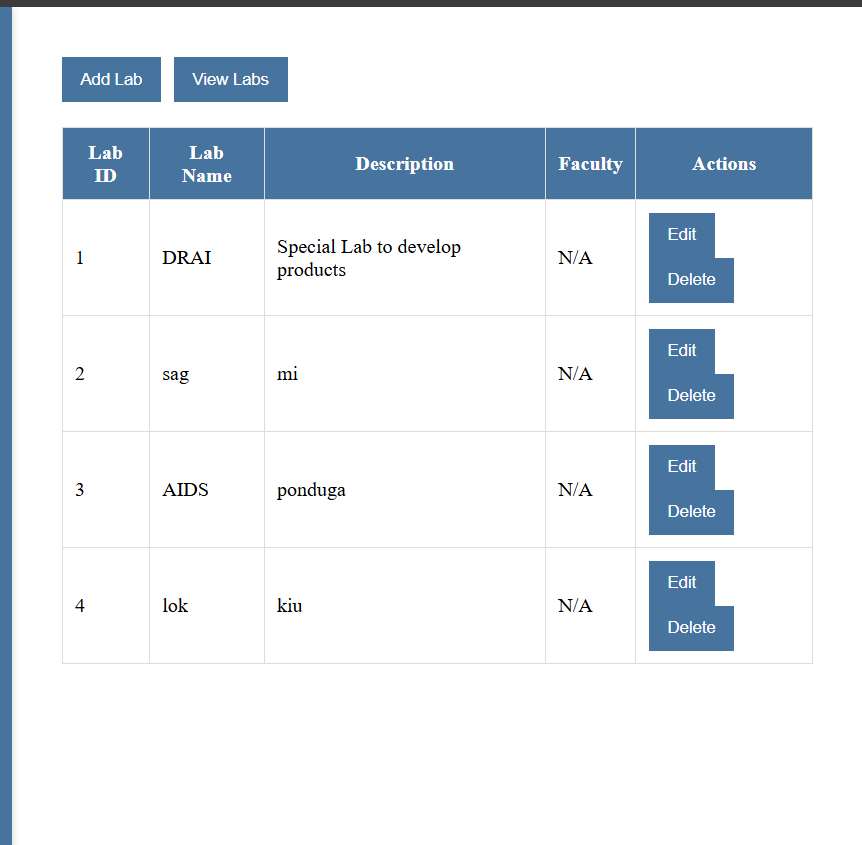 Add Lab View Labs
Lab ID Lab Name Description Faculty Actions
1 DRAI Special Lab to develop products N/A Edit Delete
2 sag mi N/A Edit Delete
3 AIDS ponduga N/A Edit Delete
4 lok kiu N/A Edit Delete